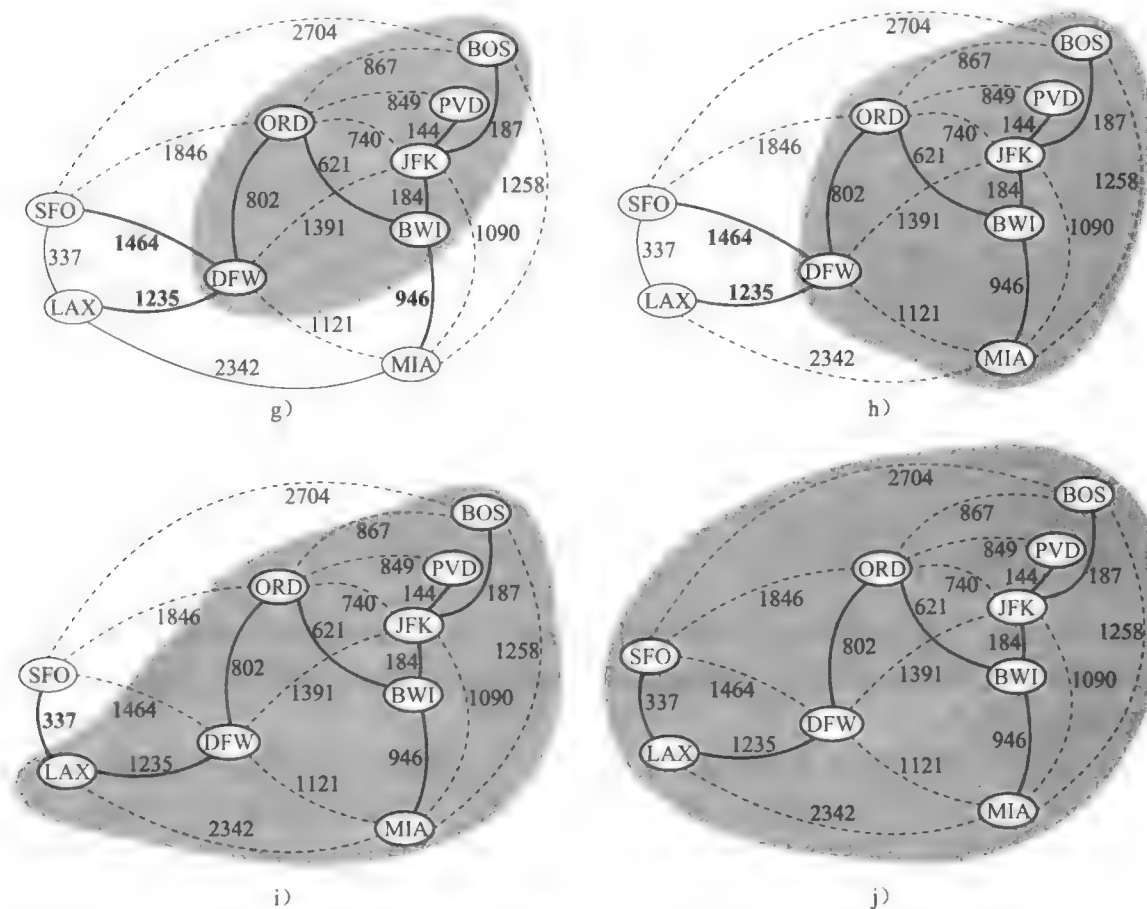 2704
BOS
867
849
PVD
ORD
740
144
187
JFK
621
1846
184
1258
SFO
802
1391
BWI
1090
1464
337
DFW
946
LAX
1235
1121
2342
MIA
g)
2704
BOS
867
849
PVD
ORD
740
144
187
JFK
621
1846
184
1258
SFO
802
1391
BWI
1090
1464
337
DFW
946
LAX
1235
1121
2342
MIA
h)
2704
BOS
867
849
PVD
ORD
740
144
187
JFK
621
1846
184
1258
SFO
802
1391
BWI
1090
1464
337
DFW
946
LAX
1235
1121
2342
MIA
i)
2704
BOS
867
849
PVD
ORD
740
144
187
JFK
621
1846
184
1258
SFO
802
1391
BWI
1090
1464
337
DFW
946
LAX
1235
1121
2342
MIA
j)